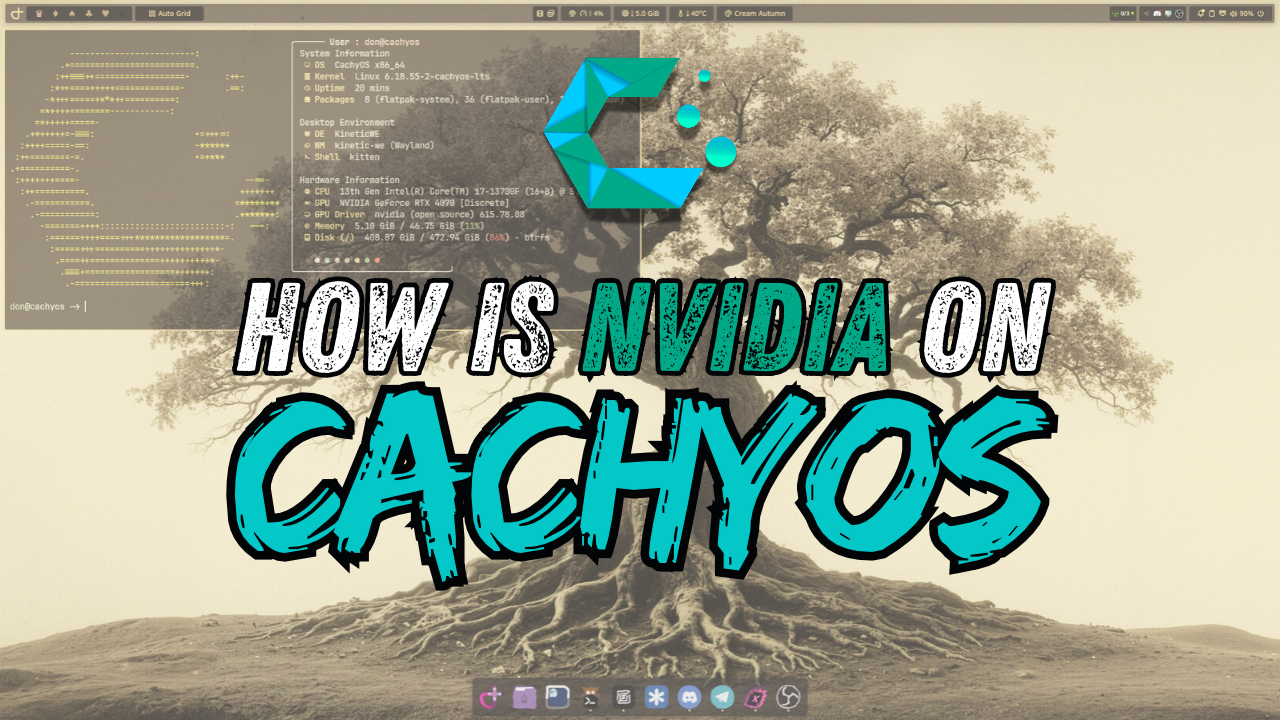 Auto Grid
4%
5.0 GiB
40°C
Cream Autumn
0/3
90%
User : don@cachyos
System Information
OS CachyOS x86_64
Kernel Linux 6.18.55-2-cachyos-lts
Uptime 20 mins
Packages 8 (flatpak-system), 36 (flatpak-user),
Desktop Environment
DE KineticWE
WM kinetic-we (Wayland)
Shell kitten
Hardware Information
CPU 13th Gen Intel(R) Core(TM) i7-13700F (16+8) @ 5
GPU NVIDIA GeForce RTX 4070 [Discrete]
GPU Driver nvidia (open source) 615.78.08
Memory 5.10 GiB / 46.75 GiB (11%)
Disk (/) 408.87 GiB / 472.94 GiB (86%) - btrfs
don@cachyos ~>
HOW IS NVIDIA ON
CACHYOS